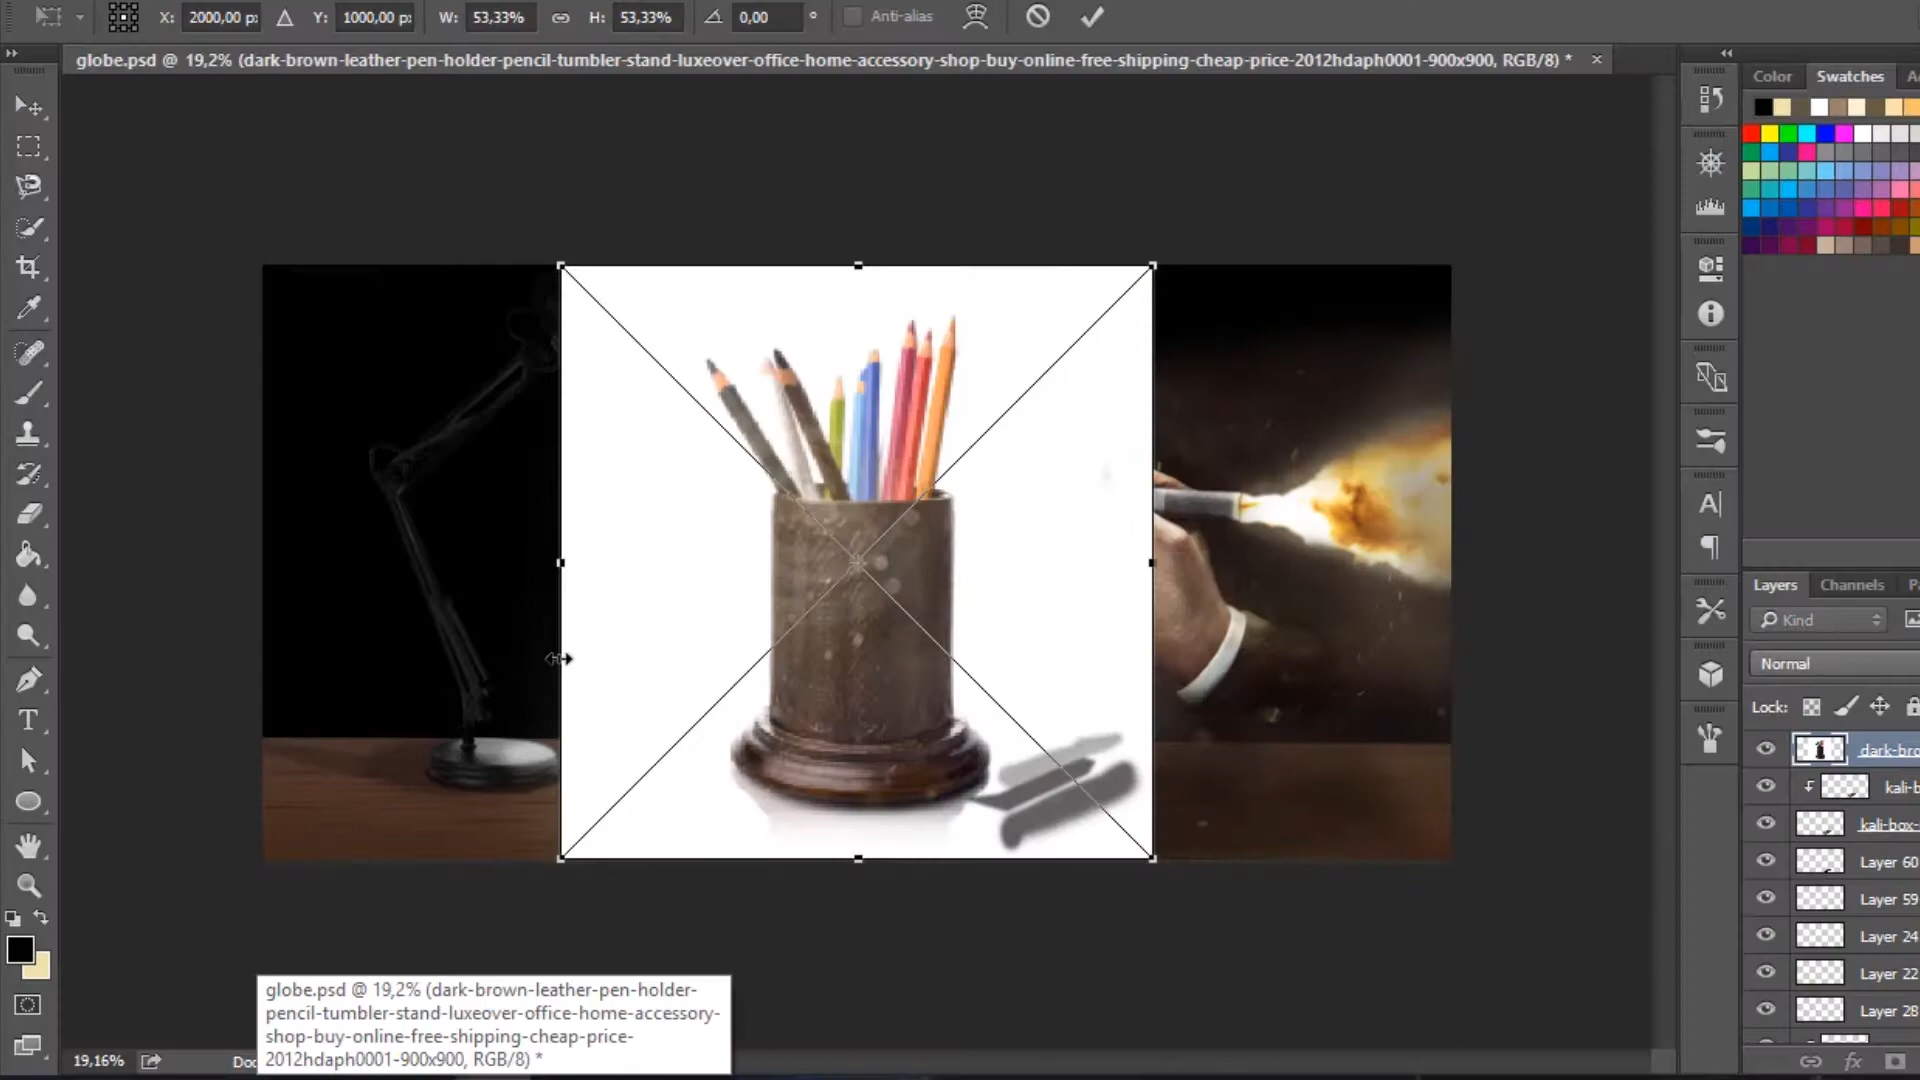 X: 2000,00 p: Y: 1000,00 p: W: 53,33% H: 53,33% 0,00 ° Anti-alias
globe.psd @ 19,2% (dark-brown-leather-pen-holder-pencil-tumbler-stand-luxeover-office-home-accessory-shop-buy-online-free-shipping-cheap-price-2012hdaph0001-900x900, RGB/8) * ×
Color Swatches A
Layers Channels Pa
Kind
Normal
Lock:
dark-bro
kali-b
kali-box-
Layer 60
Layer 59
Layer 24
Layer 22
Layer 28
fx
globe.psd @ 19,2% (dark-brown-leather-pen-holder-
pencil-tumbler-stand-luxeover-office-home-accessory-
shop-buy-online-free-shipping-cheap-price-
2012hdaph0001-900x900, RGB/8) *
19,16% Doc